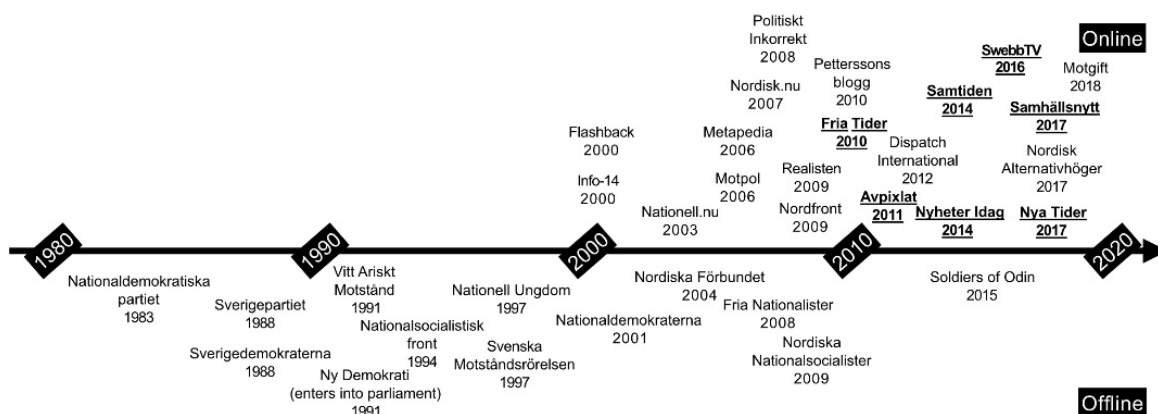 Politiskt
Inkorrekt
2008
Online
SwebbTV
2016
Petterssons
blogg
2010
Motgift
2018
Nordisk.nu
2007
Samtiden
2014
Samhällsnytt
2017
Flashback
2000
Metapedia
2006
Fria Tider
2010
Dispatch
International
2012
Nordisk
Alternativhöger
2017
Info-14
2000
Motpol
2006
Realisten
2009
Nationell.nu
2003
Nordfront
2009
Avpixlat
2011
Nyheter Idag
2014
Nya Tider
2017
1980
1990
2000
2010
2020
Nationaldemokratiska
partiet
1983
Sverigepartiet
1988
Vitt Ariskt
Motstånd
1991
Nationell Ungdom
1997
Nordiska Förbundet
2004
Soldiers of Odin
2015
Nationalsocialistisk
front
1994
Nationaldemokraterna
2001
Fria Nationalister
2008
Sverigedemokraterna
1988
Svenska
Motståndsrörelsen
1997
Nordiska
Nationalsocialister
2009
Ny Demokrati
(enters into parliament)
1991
Offline